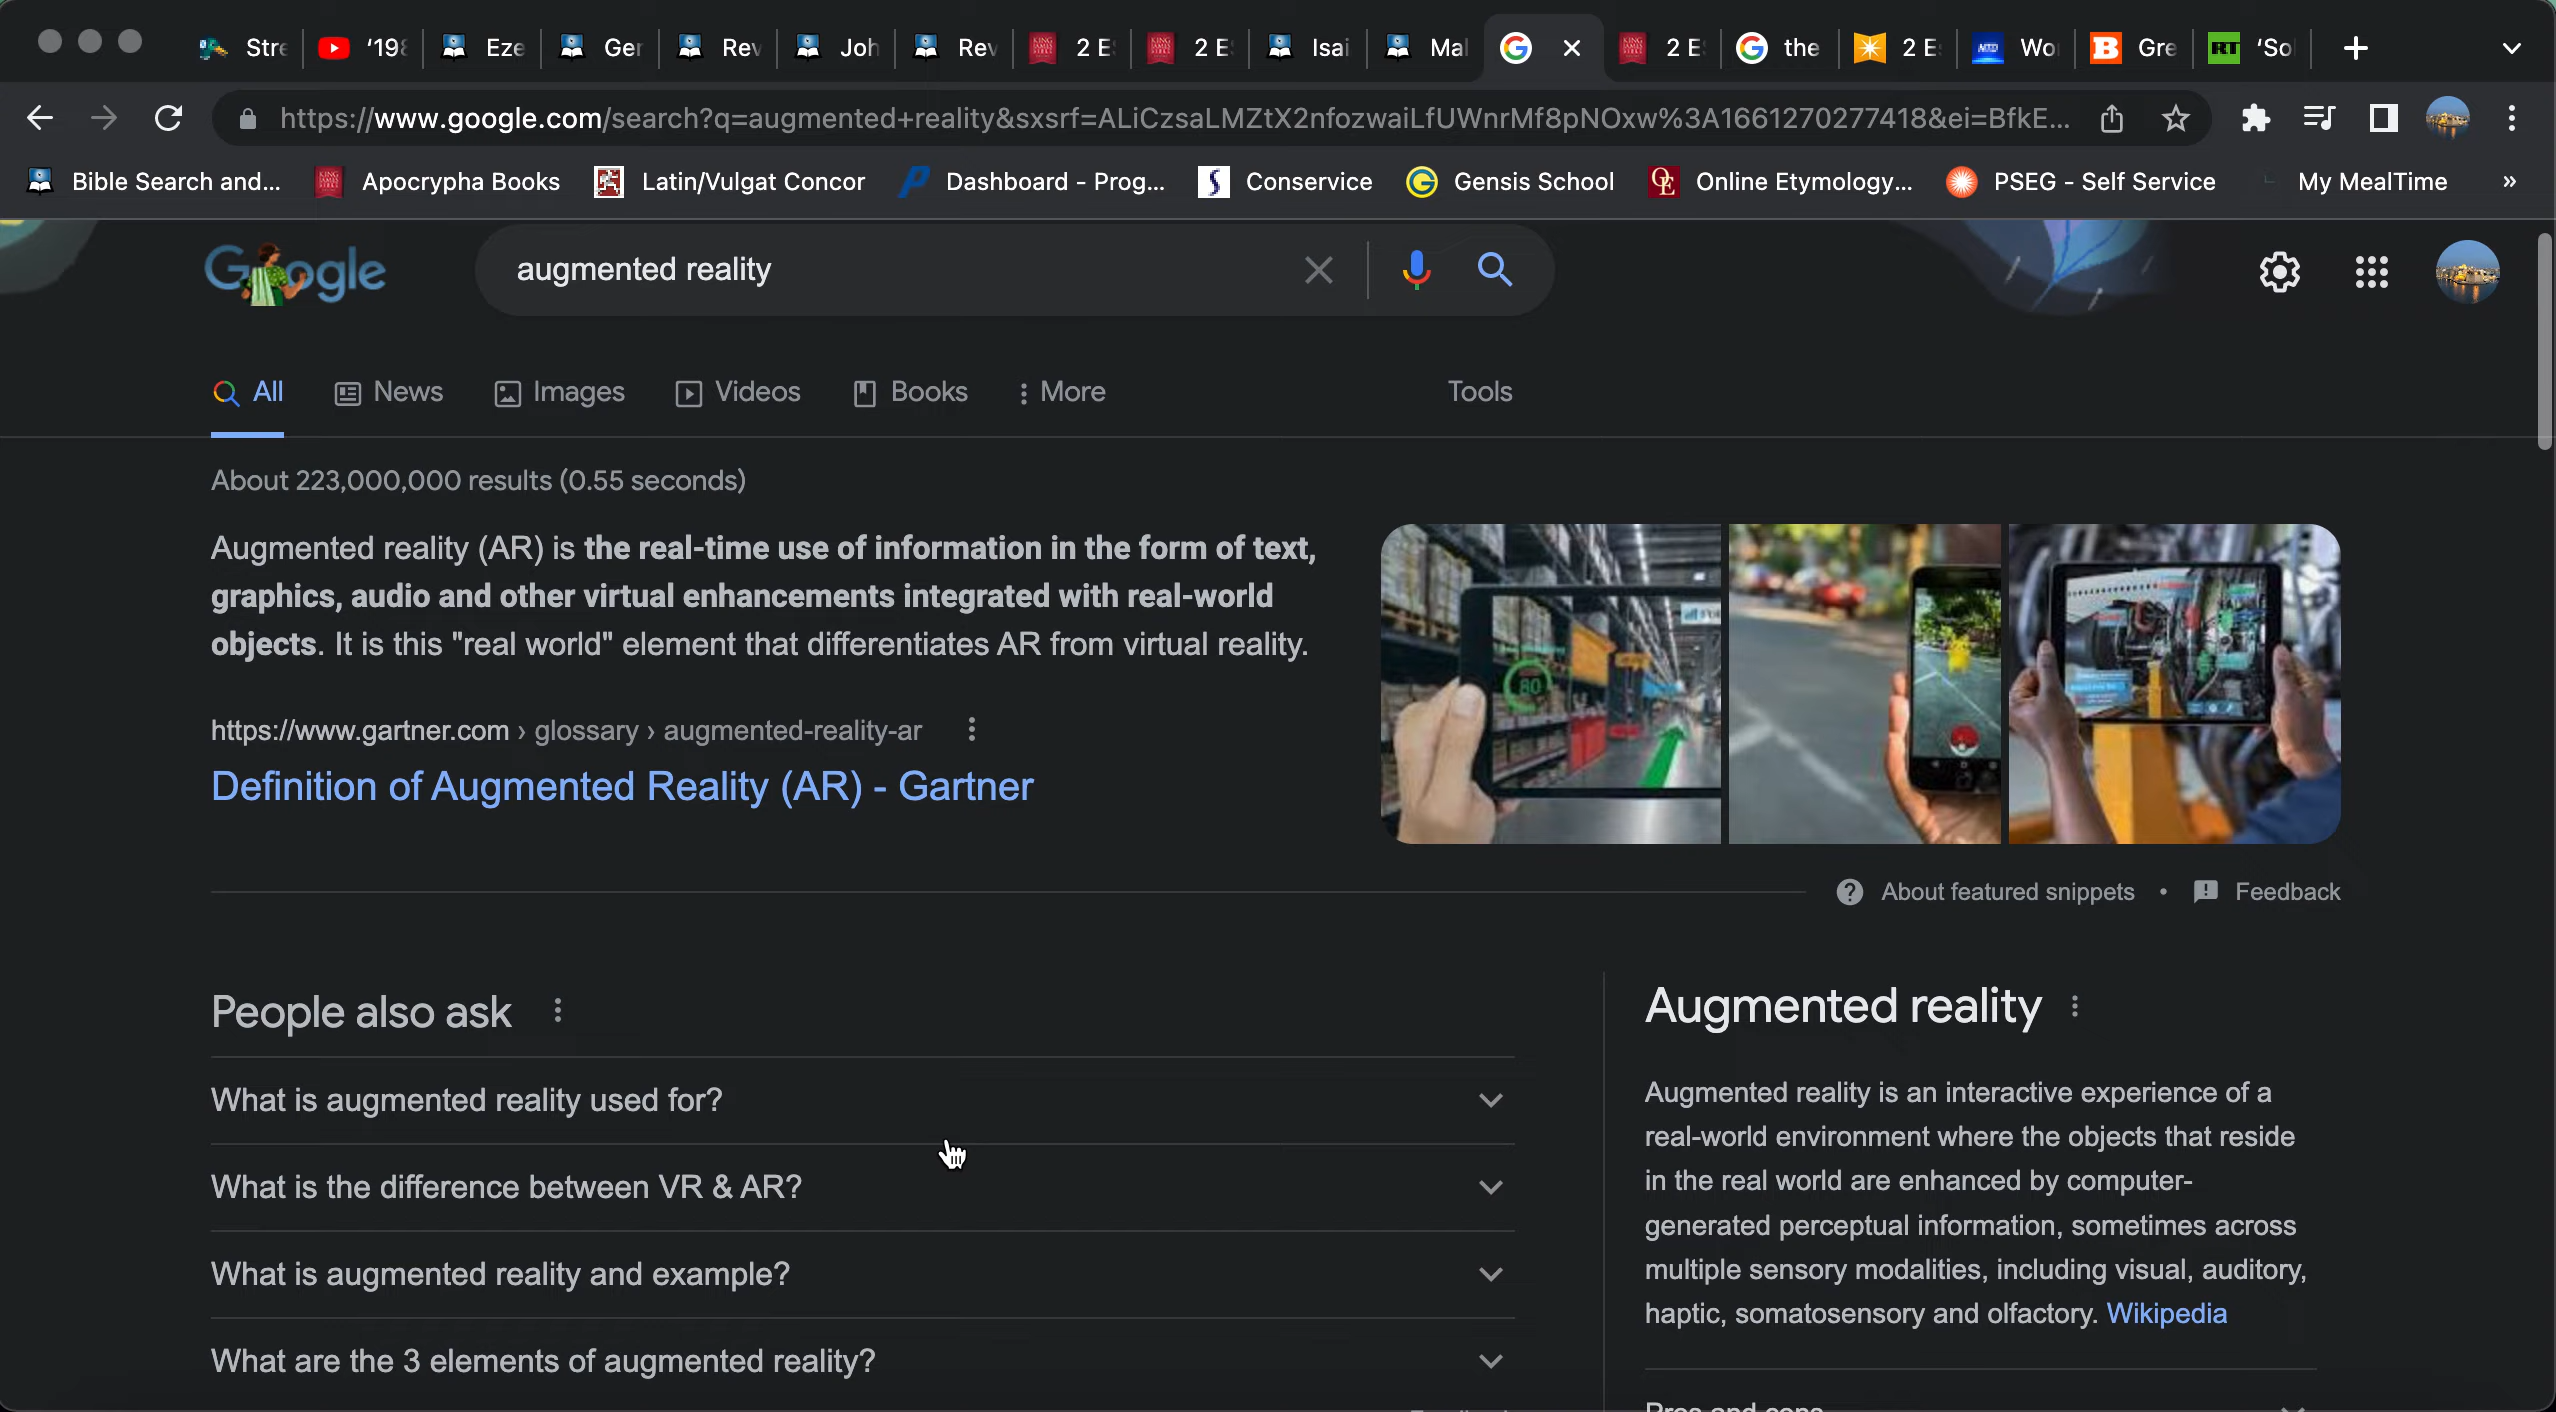 Stre
'198
Eze
Ger
Rev
Joh
Rev
2 E
2 E
Isai
Mal
2 E
the
2 E
Wo
Gre
RT
'So
https://www.google.com/search?q=augmented+reality&sxsrf=ALiCzsaLMZtX2nfozwaiLfUWnrMf8pNOxw%3A1661270277418&ei=BfkE...
Bible Search and...
Apocrypha Books
Latin/Vulgat Concor
Dashboard - Prog...
Conservice
Gensis School
Online Etymology...
PSEG - Self Service
My MealTime
»
Google
augmented reality
All
News
Images
Videos
Books
More
Tools
About 223,000,000 results (0.55 seconds)
Augmented reality (AR) is the real-time use of information in the form of text,
graphics, audio and other virtual enhancements integrated with real-world
objects. It is this "real world" element that differentiates AR from virtual reality.
https://www.gartner.com › glossary › augmented-reality-ar
Definition of Augmented Reality (AR) - Gartner
80
About featured snippets • Feedback
People also ask
What is augmented reality used for?
What is the difference between VR & AR?
What is augmented reality and example?
What are the 3 elements of augmented reality?
Augmented reality
Augmented reality is an interactive experience of a
real-world environment where the objects that reside
in the real world are enhanced by computer-
generated perceptual information, sometimes across
multiple sensory modalities, including visual, auditory,
haptic, somatosensory and olfactory. Wikipedia
Pros and cons